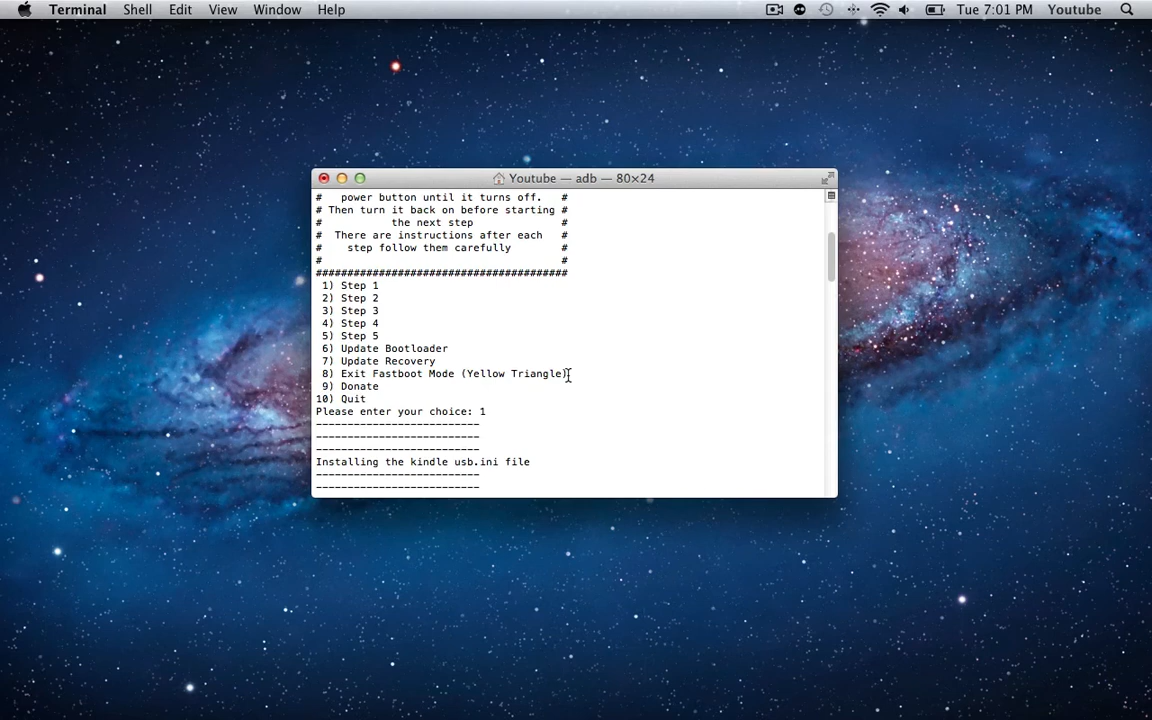 Terminal Shell Edit View Window Help Tue 7:01 PM Youtube
Youtube — adb — 80×24
# power button until it turns off. #
# Then turn it back on before starting #
# the next step #
# There are instructions after each #
# step follow them carefully #
# #
########################################
1) Step 1
2) Step 2
3) Step 3
4) Step 4
5) Step 5
6) Update Bootloader
7) Update Recovery
8) Exit Fastboot Mode (Yellow Triangle)
9) Donate
10) Quit
Please enter your choice: 1
--------------------------
--------------------------
--------------------------
Installing the kindle usb.ini file
--------------------------
--------------------------